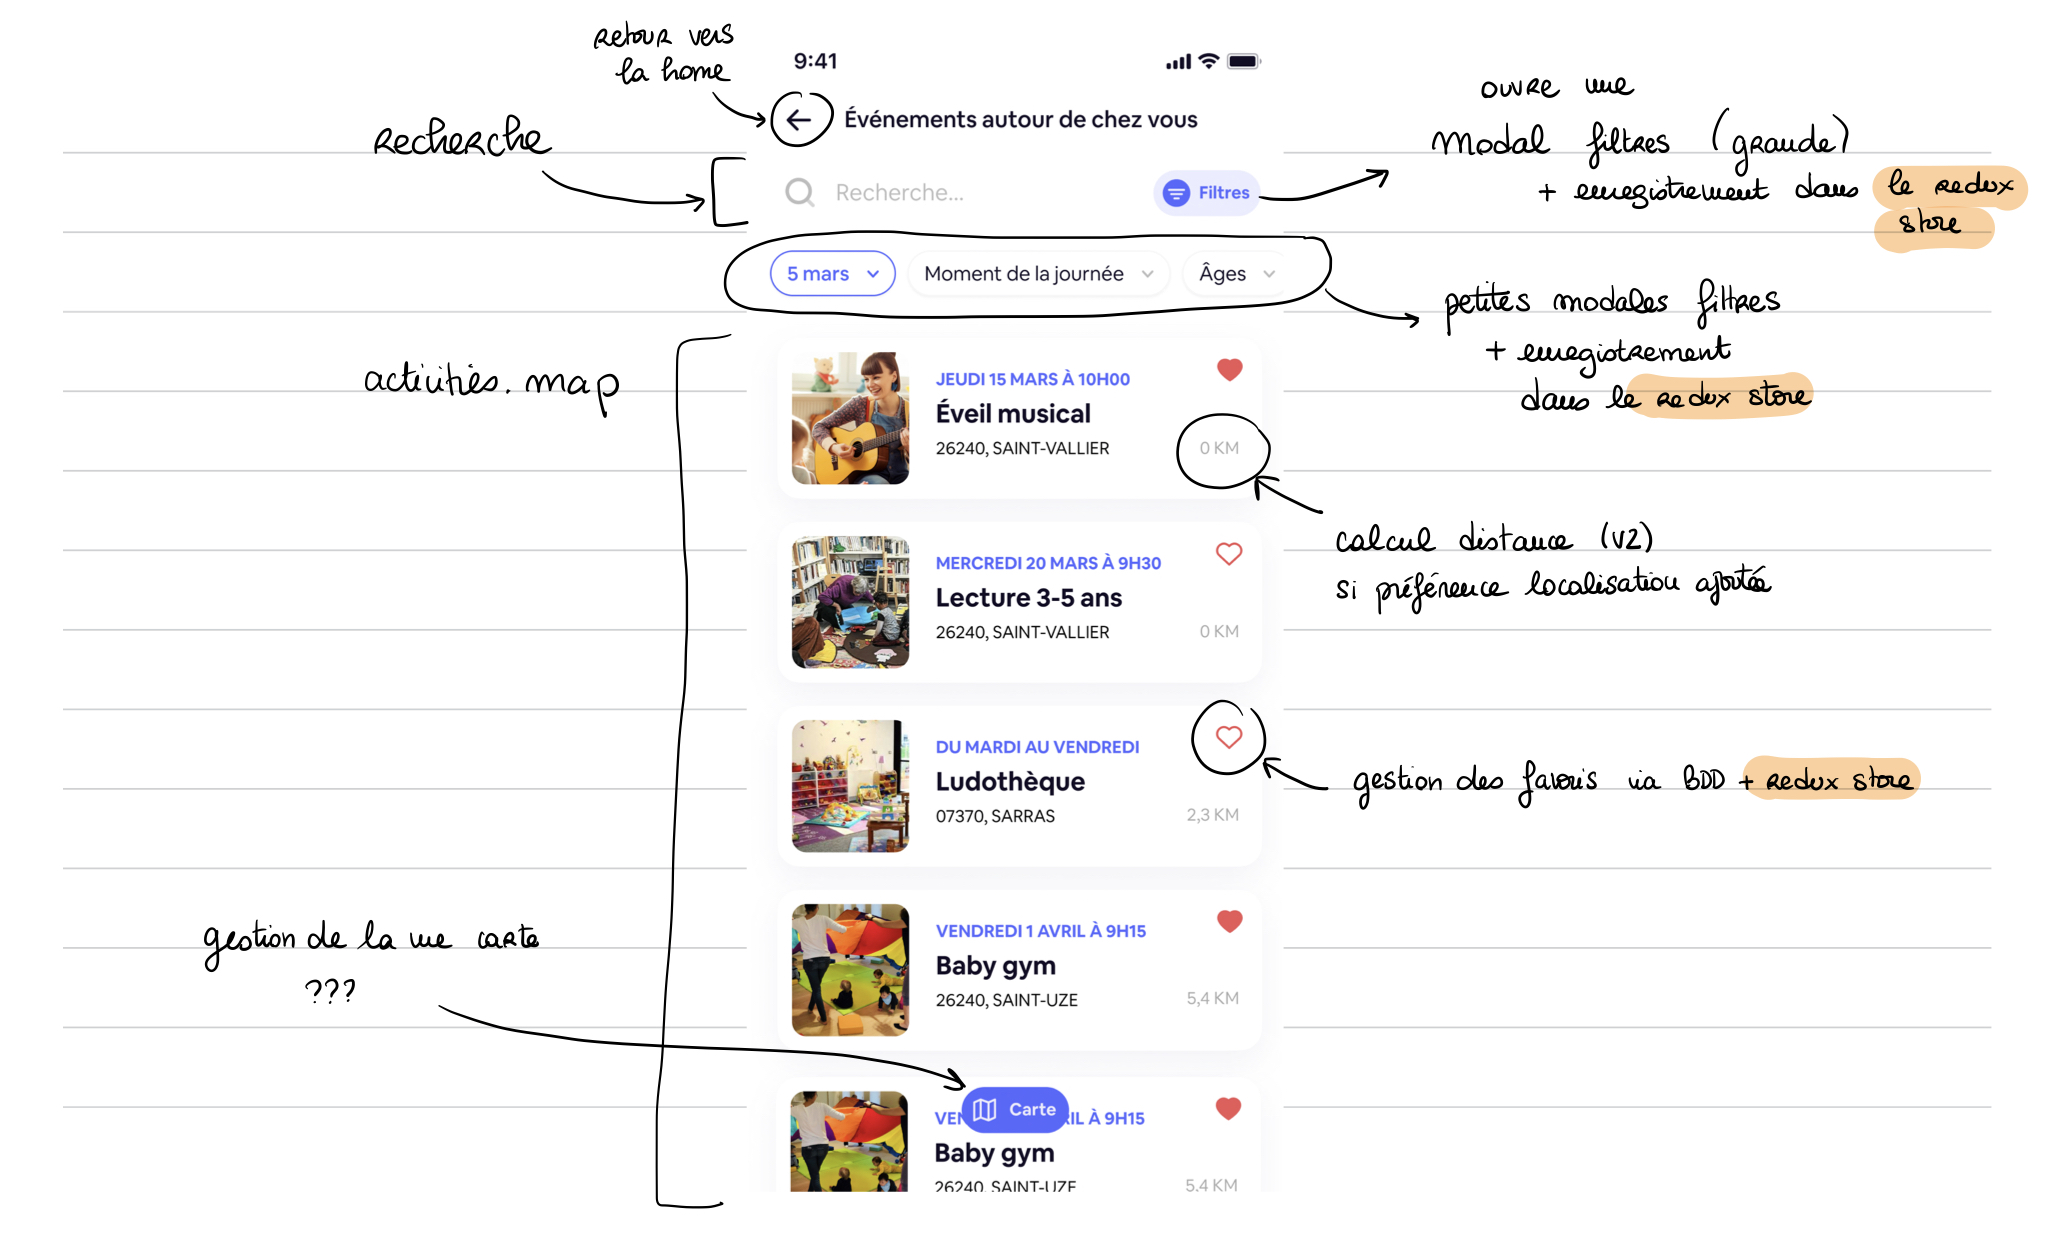 retour vers
la home
9:41
Événements autour de chez vous
recherche
Recherche...
Filtres
ouvre une
modal filtres (grande)
+ enregistrement dans le redux
store
5 mars
Moment de la journée
Âges
petites modales filtres
+ enregistrement
dans le redux store
activities.map
JEUDI 15 MARS À 10H00
Éveil musical
26240, SAINT-VALLIER
0 KM
calcul distance (V2)
si préférence localisation ajoutée
MERCREDI 20 MARS À 9H30
Lecture 3-5 ans
26240, SAINT-VALLIER
0 KM
DU MARDI AU VENDREDI
Ludothèque
07370, SARRAS
2,3 KM
gestion des favoris via BDD + redux store
VENDREDI 1 AVRIL À 9H15
Baby gym
26240, SAINT-UZE
5,4 KM
gestion de la vue carte
???
Carte
VEN RIL À 9H15
Baby gym
26240, SAINT-UZE
5,4 KM